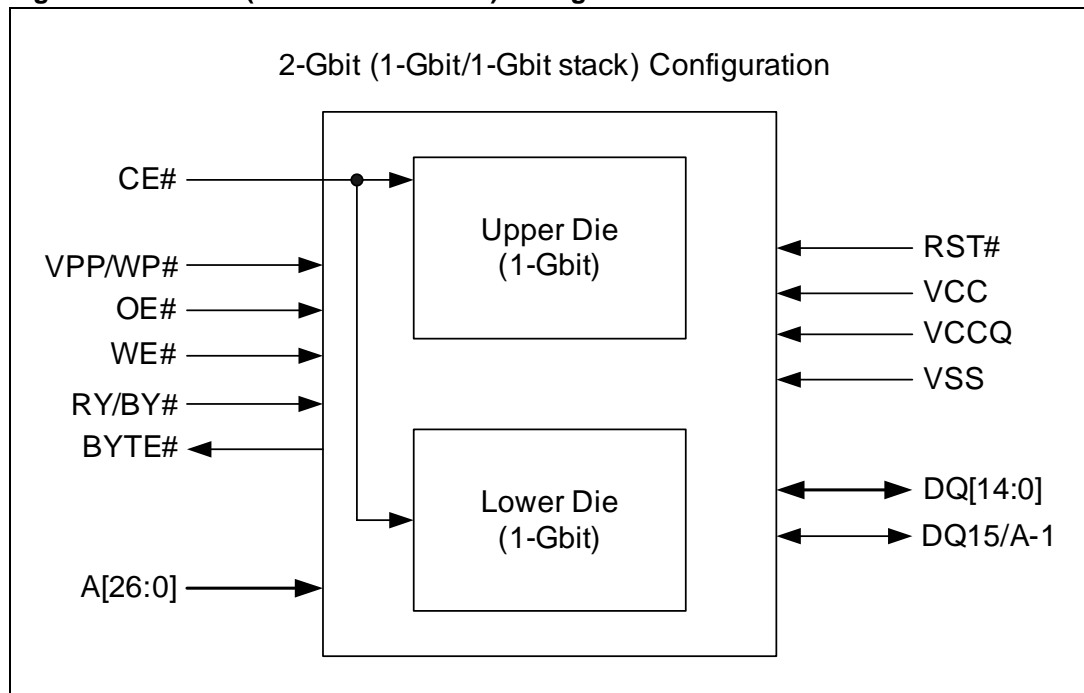 2-Gbit (1-Gbit/1-Gbit stack) Configuration
CE#
VPP/WP#
OE#
WE#
RY/BY#
BYTE#
A[26:0]
Upper Die
(1-Gbit)
Lower Die
(1-Gbit)
RST#
VCC
VCCQ
VSS
DQ[14:0]
DQ15/A-1